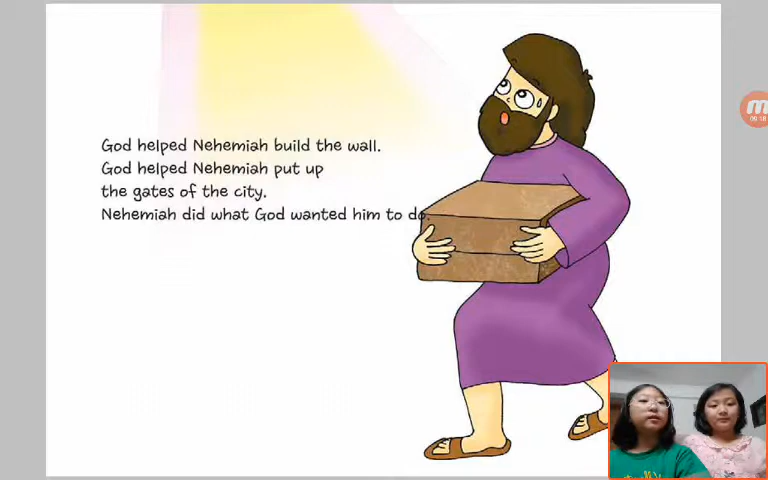 God helped Nehemiah build the wall.
God helped Nehemiah put up
the gates of the city.
Nehemiah did what God wanted him to do.